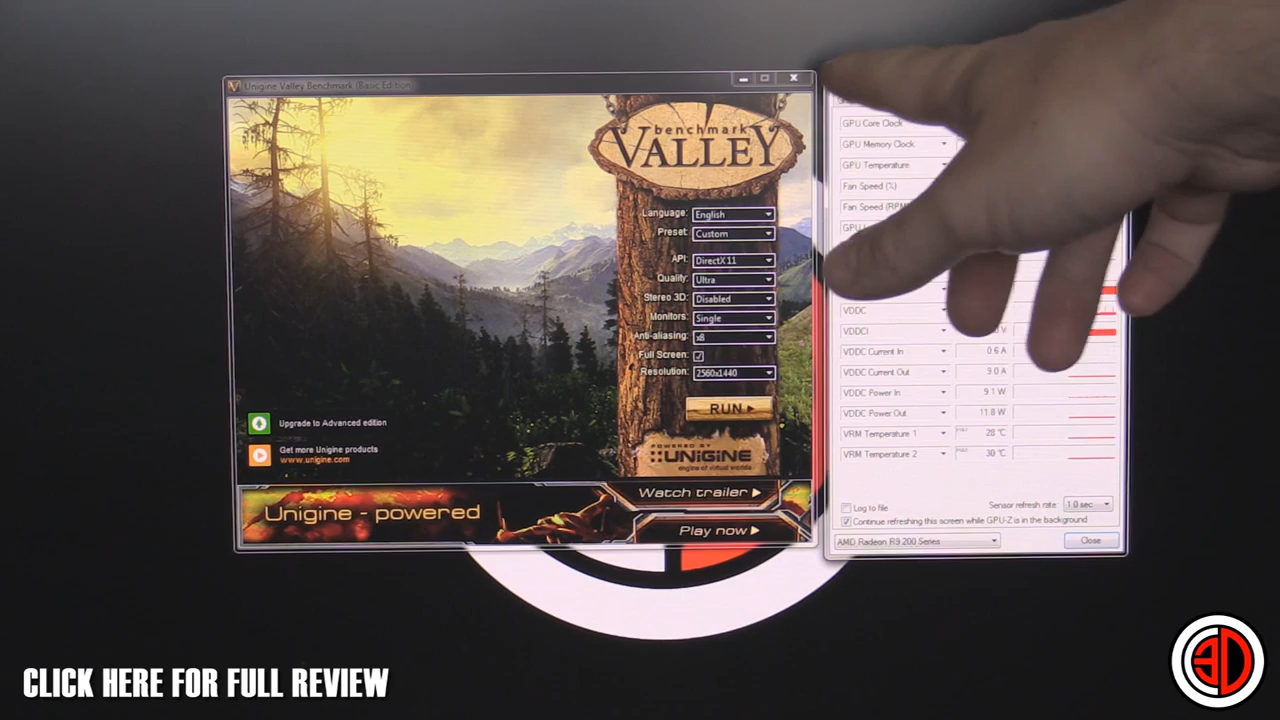 Unigine Valley Benchmark (Basic Edition)
benchmark
VALLEY
Language: English
Preset: Custom
API: DirectX 11
Quality: Ultra
Stereo 3D: Disabled
Monitors: Single
Anti-aliasing: x8
Full Screen:
Resolution: 2560x1440
RUN
POWERED BY
UNIGINE
engine of virtual worlds
Upgrade to Advanced edition
Get more Unigine products
www.unigine.com
Watch trailer
Unigine - powered
Play now
GPU Core Clock
GPU Memory Clock
GPU Temperature
Fan Speed (%)
Fan Speed (RPM
VDDC
VDDCI V
VDDC Current In 0.6 A
VDDC Current Out 9.0 A
VDDC Power In 9.1 W
VDDC Power Out 11.8 W
VRM Temperature 1 28 °C
VRM Temperature 2 30 °C
Log to file
Sensor refresh rate: 1.0 sec
Continue refreshing this screen while GPU-Z is in the background
AMD Radeon R9 200 Series
Close
CLICK HERE FOR FULL REVIEW
3D